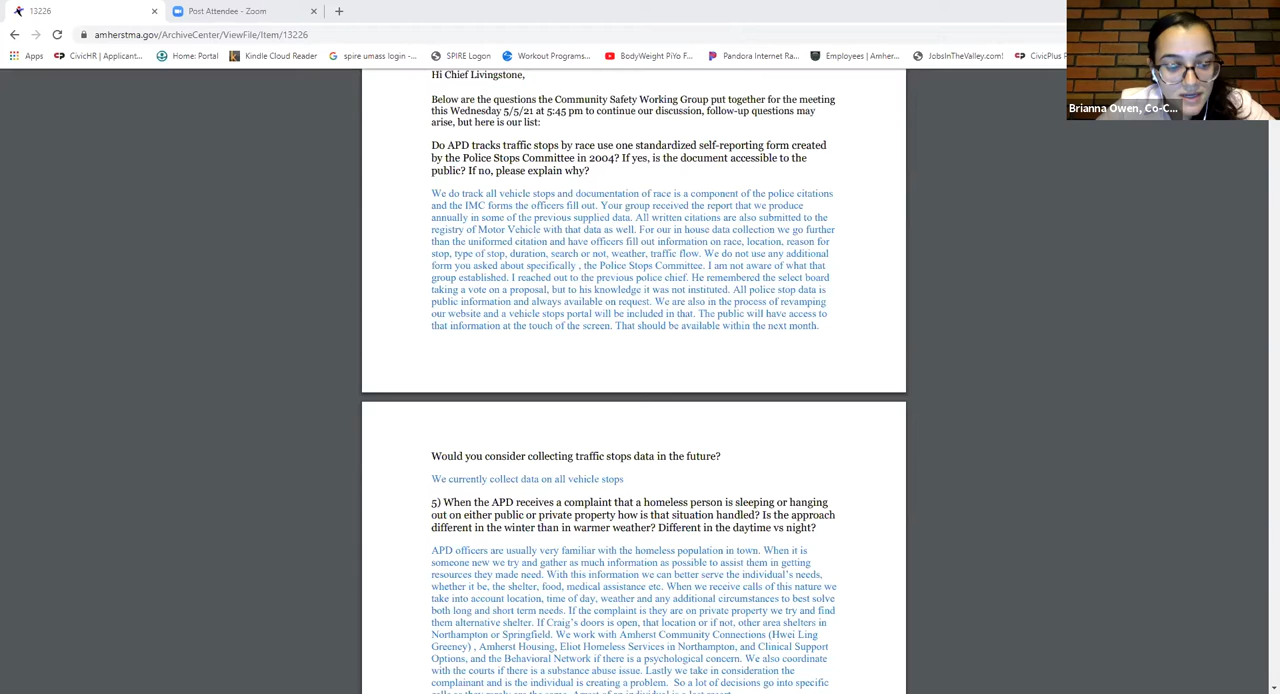 13226
Post Attendee - Zoom
amherstma.gov/ArchiveCenter/ViewFile/Item/13226
Apps
CivicHR | Applicant...
Home: Portal
Kindle Cloud Reader
spire umass login -...
SPIRE Logon
Workout Programs...
BodyWeight PiYo F...
Pandora Internet Ra...
Employees | Amher...
JobsInTheValley.com!
CivicPlus
Brianna Owen, Co-C...
Hi Chief Livingstone,
Below are the questions the Community Safety Working Group put together for the meeting
this Wednesday 5/5/21 at 5:45 pm to continue our discussion, follow-up questions may
arise, but here is our list:
Do APD tracks traffic stops by race use one standardized self-reporting form created
by the Police Stops Committee in 2004? If yes, is the document accessible to the
public? If no, please explain why?
We do track all vehicle stops and documentation of race is a component of the police citations
and the IMC forms the officers fill out. Your group received the report that we produce
annually in some of the previous supplied data. All written citations are also submitted to the
registry of Motor Vehicle with that data as well. For our in house data collection we go further
than the uniformed citation and have officers fill out information on race, location, reason for
stop, type of stop, duration, search or not, weather, traffic flow. We do not use any additional
form you asked about specifically , the Police Stops Committee. I am not aware of what that
group established. I reached out to the previous police chief. He remembered the select board
taking a vote on a proposal, but to his knowledge it was not instituted. All police stop data is
public information and always available on request. We are also in the process of revamping
our website and a vehicle stops portal will be included in that. The public will have access to
that information at the touch of the screen. That should be available within the next month.
Would you consider collecting traffic stops data in the future?
We currently collect data on all vehicle stops
5) When the APD receives a complaint that a homeless person is sleeping or hanging
out on either public or private property how is that situation handled? Is the approach
different in the winter than in warmer weather? Different in the daytime vs night?
APD officers are usually very familiar with the homeless population in town. When it is
someone new we try and gather as much information as possible to assist them in getting
resources they made need. With this information we can better serve the individual's needs,
whether it be, the shelter, food, medical assistance etc. When we receive calls of this nature we
take into account location, time of day, weather and any additional circumstances to best solve
both long and short term needs. If the complaint is they are on private property we try and find
them alternative shelter. If Craig's doors is open, that location or if not, other area shelters in
Northampton or Springfield. We work with Amherst Community Connections (Hwei Ling
Greeney) , Amherst Housing, Eliot Homeless Services in Northampton, and Clinical Support
Options, and the Behavioral Network if there is a psychological concern. We also coordinate
with the courts if there is a substance abuse issue. Lastly we take in consideration the
complainant and is the individual is creating a problem. So a lot of decisions go into specific